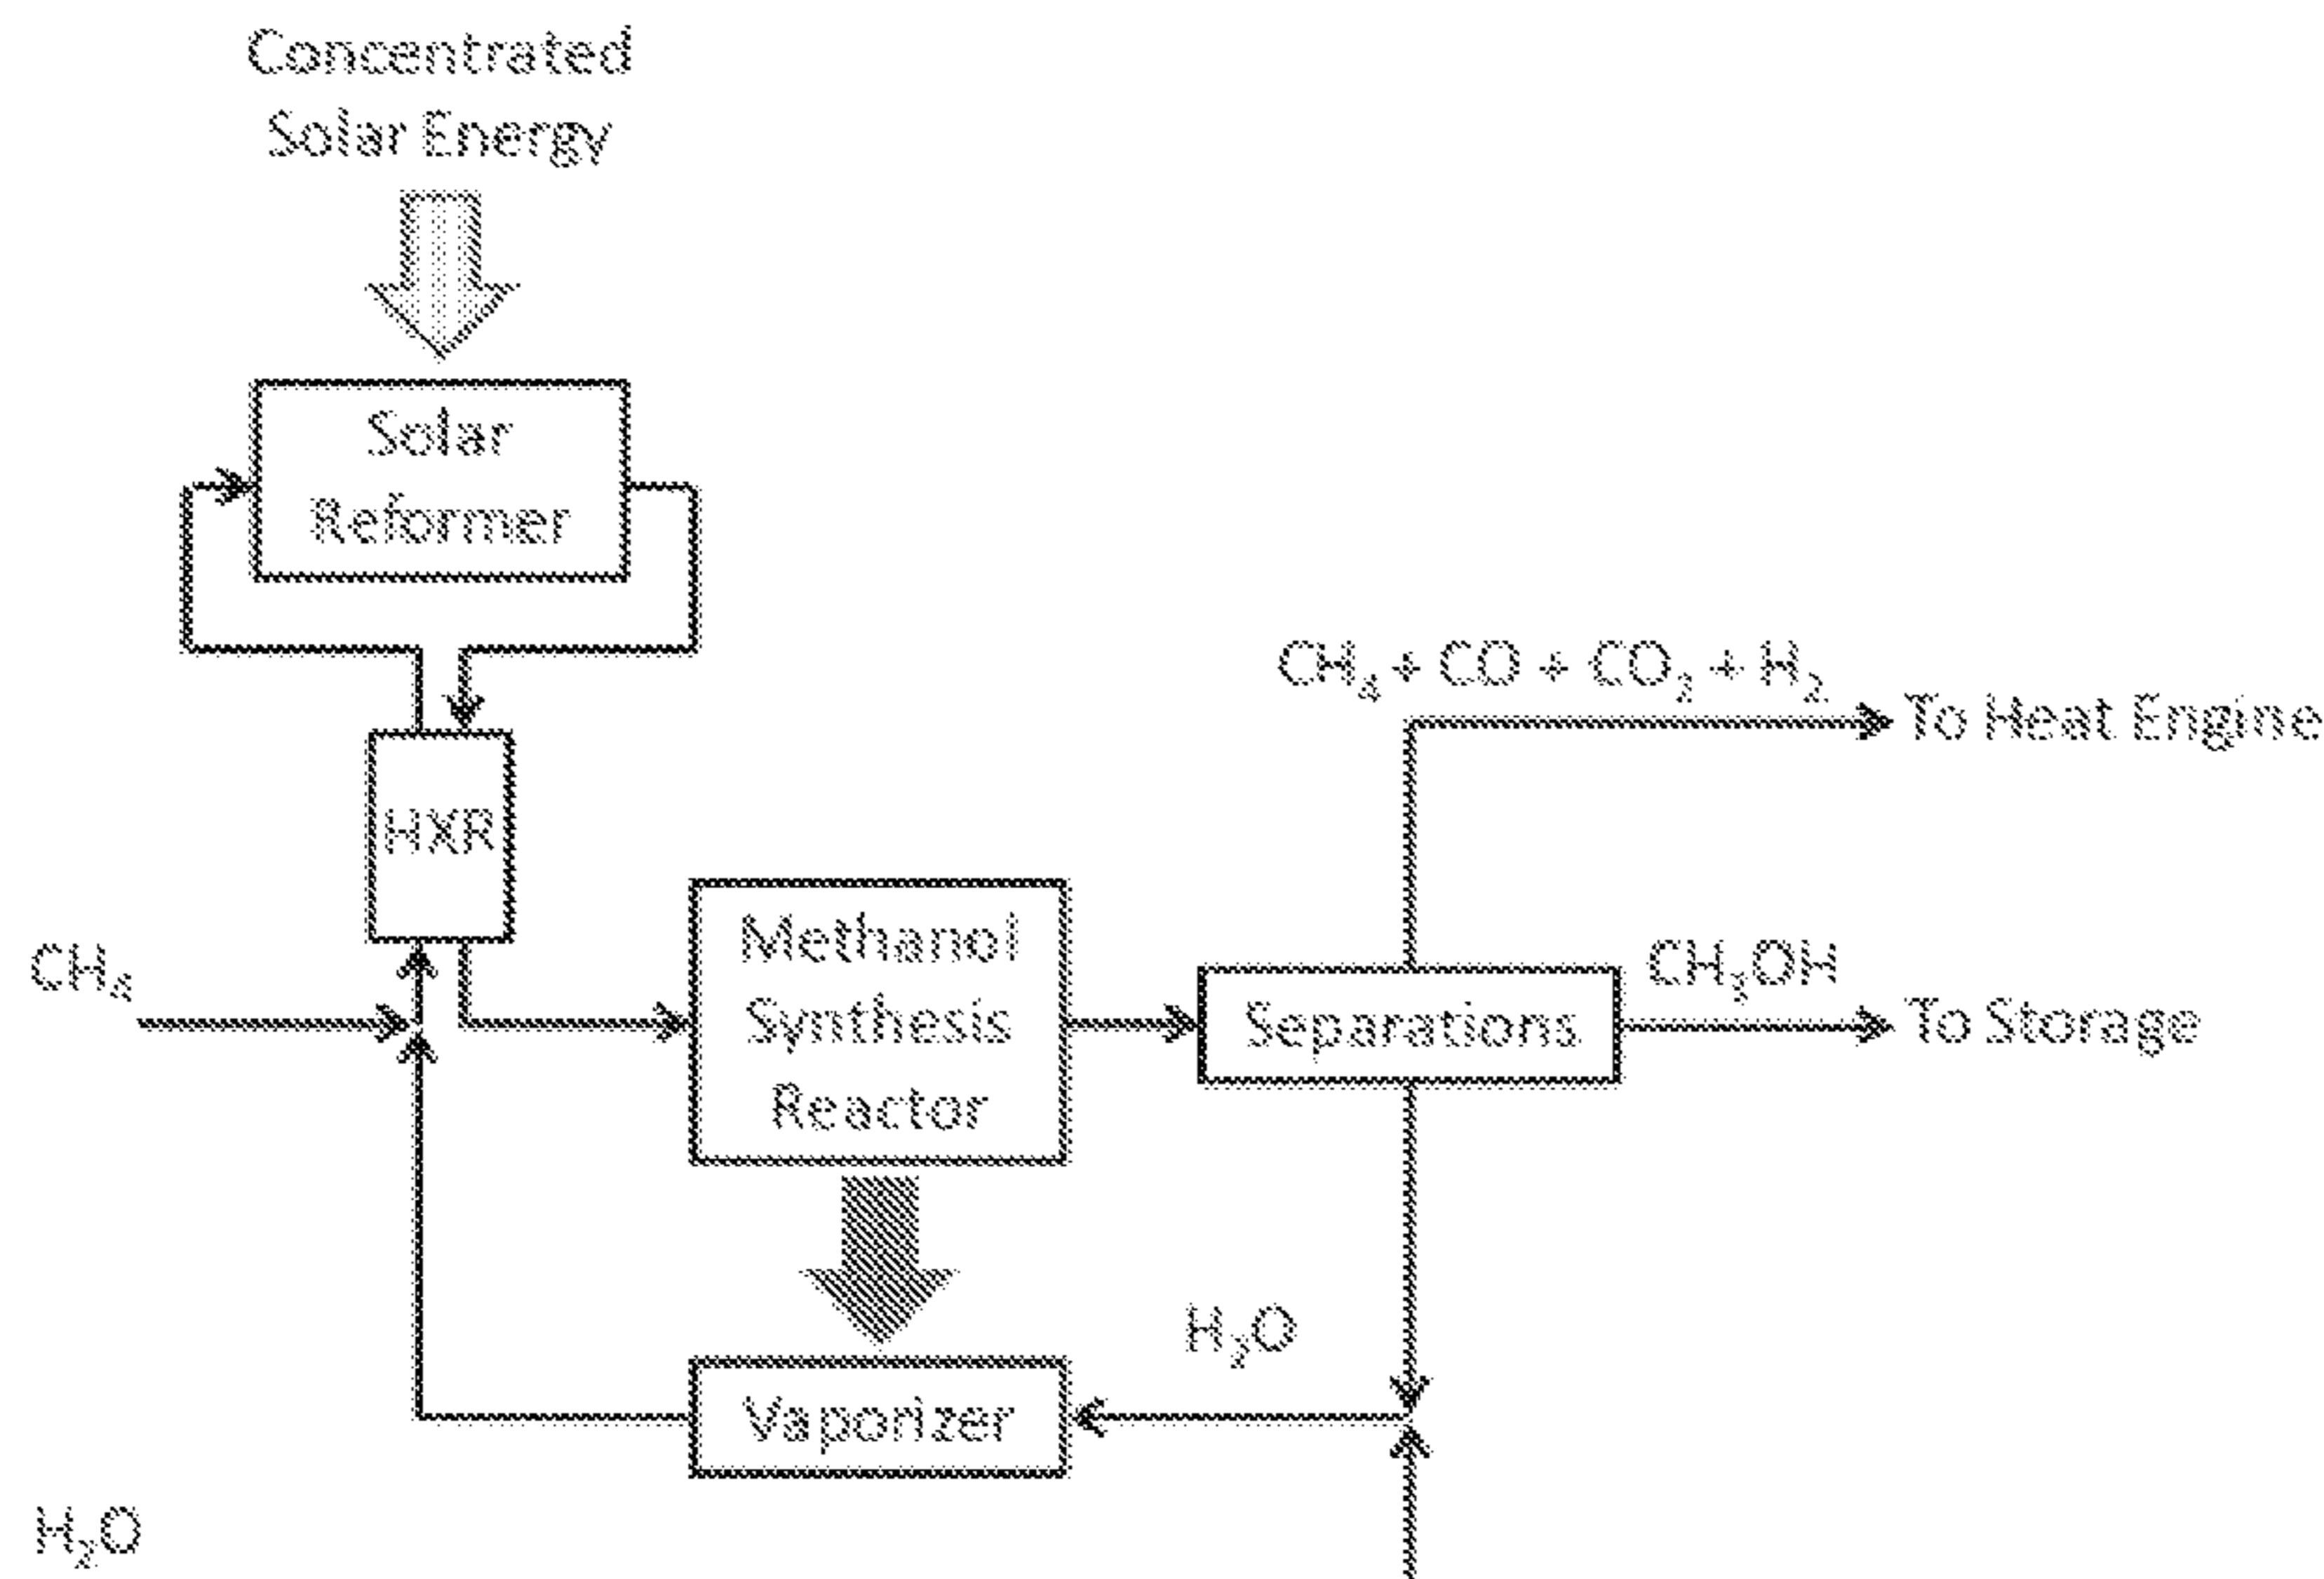 Concentrated
Solar Energy
Solar
Reformer
HXR
CH₄ + CO + CO₂ + H₂
To Heat Engine
CH₄
Methanol
Synthesis
Reactor
Separations
CH₃OH
To Storage
H₂O
Vaporizer
H₂O